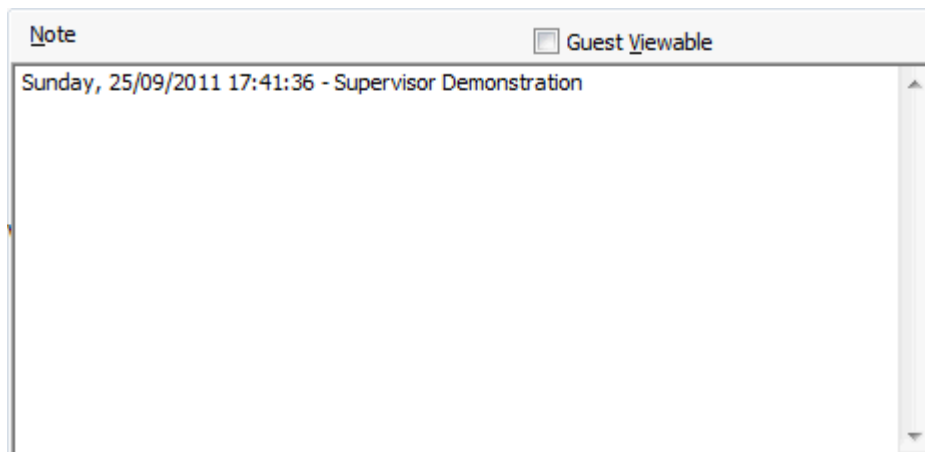 Note
Guest Viewable
Sunday, 25/09/2011 17:41:36 - Supervisor Demonstration